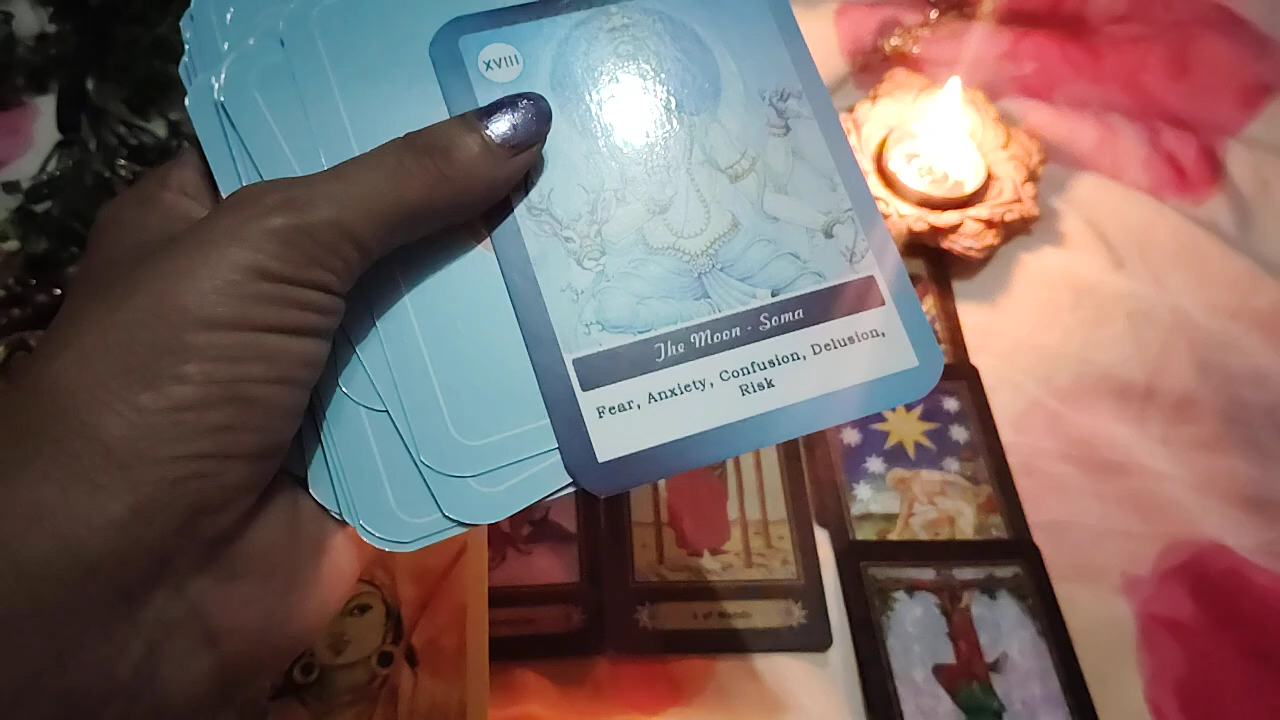 XVIII
The Moon - Soma
Fear, Anxiety, Confusion, Delusion,
Risk